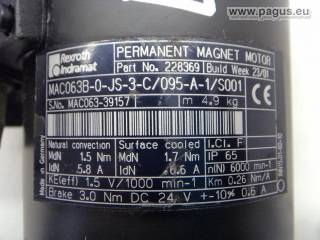 www.pagus.eu
Rexroth
Indramat
PERMANENT MAGNET MOTOR
Part No. 228369 Build Week 23/01
MAC063B-0-JS-3-C/095-A-1/S001
S.No. MAC063-39157 m 4.9 kg
Natural convection Surface cooled I.Cl. F
MdN 1.5 Nm MdN 1.7 Nm IP 65
IdN 5.8 A IdN 6.6 A n(N) 6000 min-1
KE(eff) 1.5 V/1000 min-1 Km 0.26 Nm/A
Brake 3.0 Nm DC 24 V +-10% 0.6 A
Made in Germany